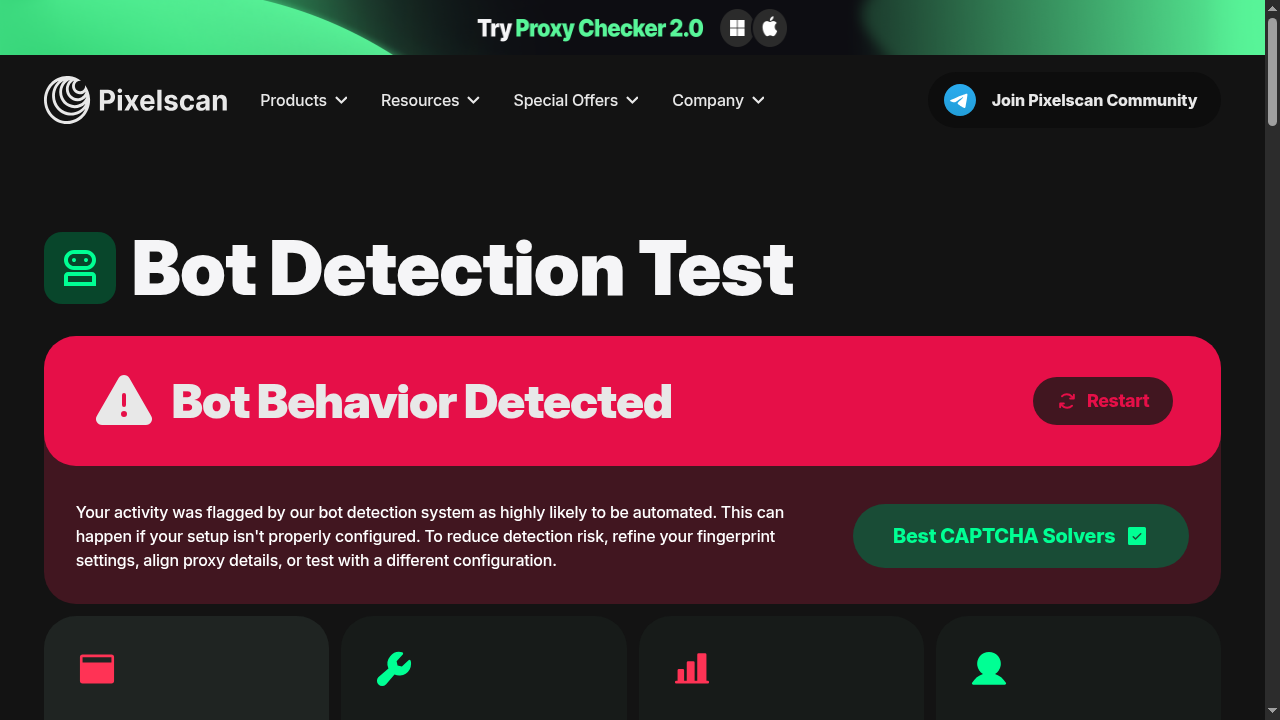 Try Proxy Checker 2.0
Pixelscan
Products
Resources
Special Offers
Company
Join Pixelscan Community
Bot Detection Test
Bot Behavior Detected
Restart
Your activity was flagged by our bot detection system as highly likely to be automated. This can
happen if your setup isn't properly configured. To reduce detection risk, refine your fingerprint
settings, align proxy details, or test with a different configuration.
Best CAPTCHA Solvers